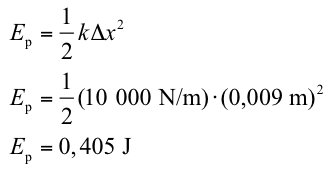 Eₚ = 1/2 kΔx²
Eₚ = 1/2 (10 000 N/m)·(0,009 m)²
Eₚ = 0,405 J